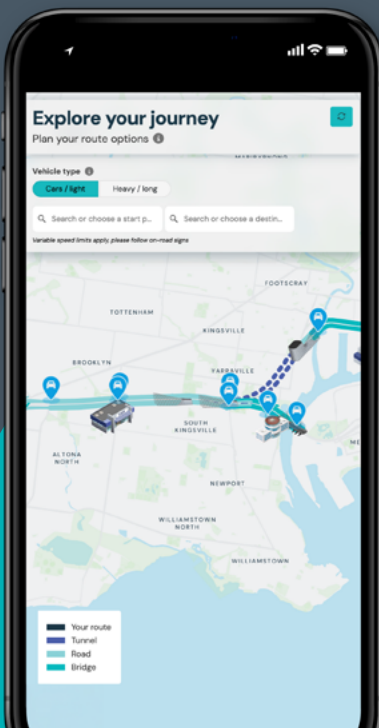 Explore your journey
Plan your route options
Vehicle type
Cars / light
Heavy / long
Search or choose a start p...
Search or choose a destin...
Variable speed limits apply, please follow on-road signs
FOOTSCRAY
TOTTENHAM
KINGSVILLE
BROOKLYN
YARRAVILLE
SOUTH
KINGSVILLE
ALTONA
NORTH
NEWPORT
WILLIAMSTOWN
NORTH
WILLIAMSTOWN
Your route
Tunnel
Road
Bridge